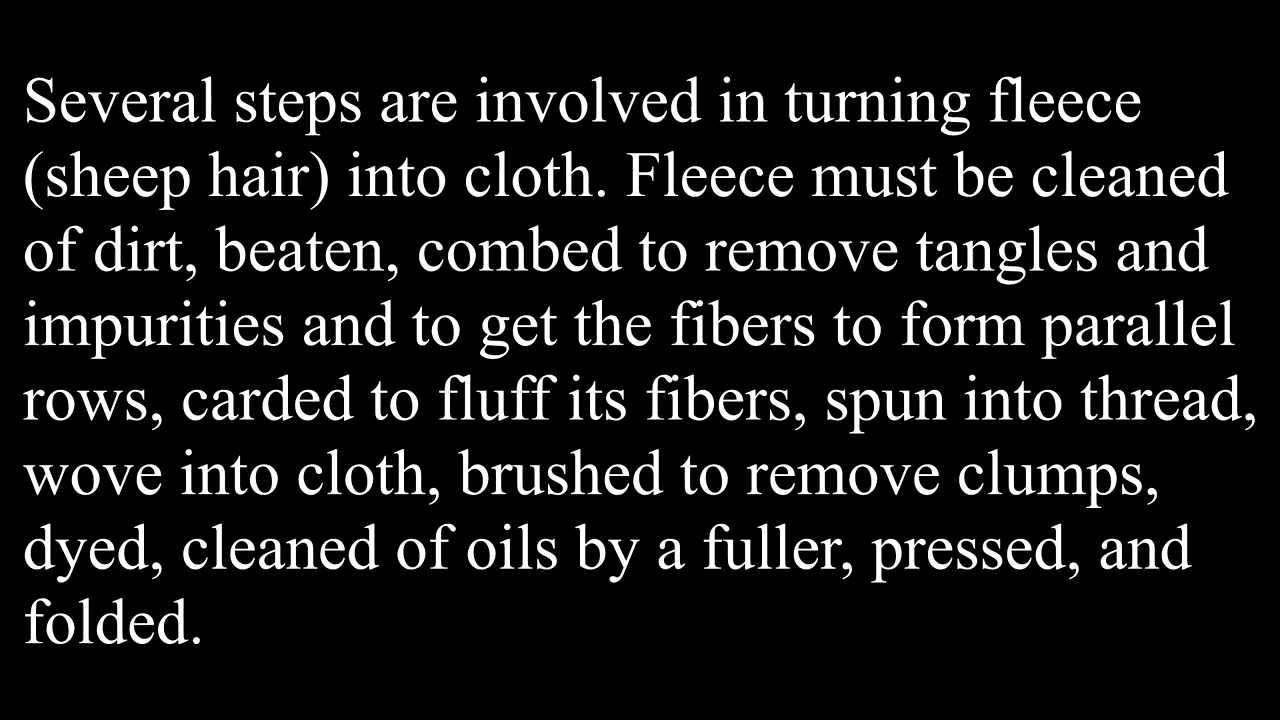 Several steps are involved in turning fleece
(sheep hair) into cloth. Fleece must be cleaned
of dirt, beaten, combed to remove tangles and
impurities and to get the fibers to form parallel
rows, carded to fluff its fibers, spun into thread,
wove into cloth, brushed to remove clumps,
dyed, cleaned of oils by a fuller, pressed, and
folded.